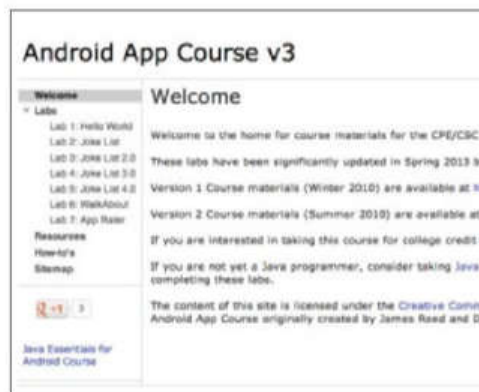 Android App Course v3
Welcome
Labs
Lab 1: Hello World
Lab 2: Joke List
Lab 3: Joke List 2.0
Lab 4: Joke List 3.0
Lab 5: Joke List 4.0
Lab 6: WalkAbout
Lab 7: App Rater
Resources
How-to's
Sitemap
+1 3
Java Essentials for
Android Course
Welcome
Welcome to the home for course materials for the CPE/CSC
These labs have been significantly updated in Spring 2013
Version 1 Course materials (Winter 2010) are available at
Version 2 Course materials (Summer 2010) are available at
If you are interested in taking this course for college credit
If you are not yet a Java programmer, consider taking Java
completing these labs.
The content of this site is licensed under the Creative Comm
Android App Course originally created by James Reed and D